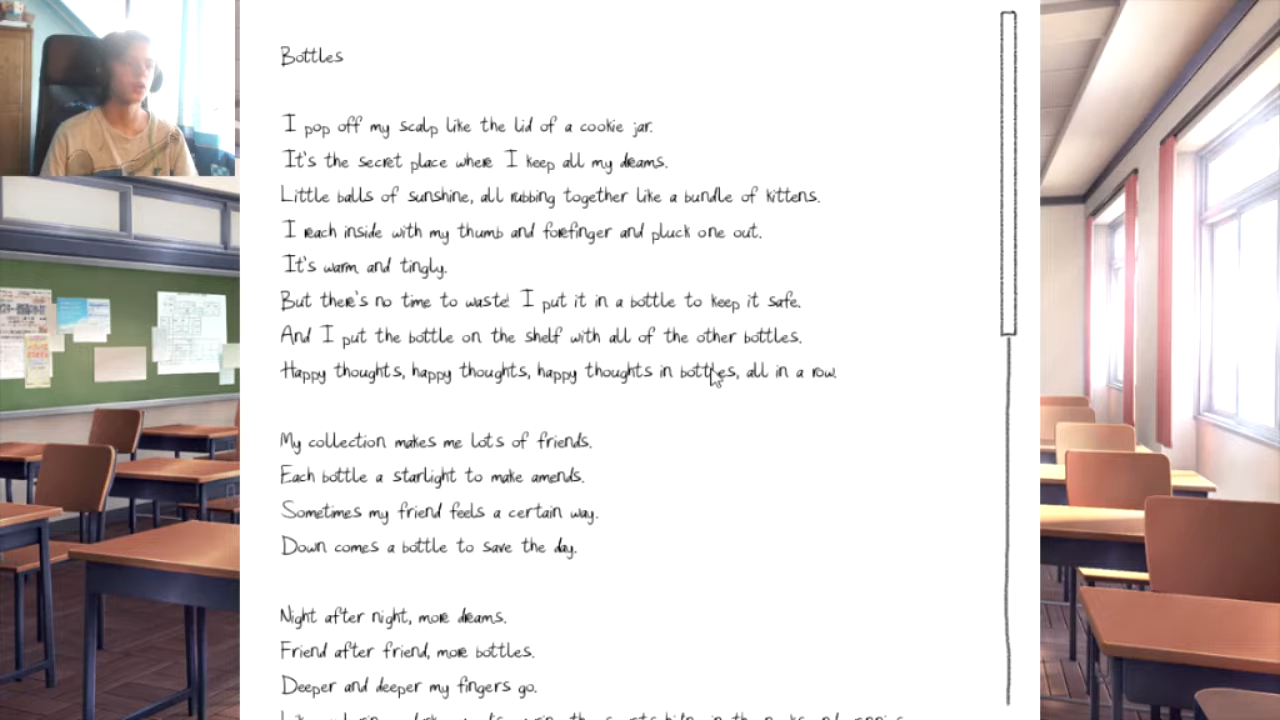 Bottles
I pop off my scalp like the lid of a cookie jar.
It's the secret place where I keep all my dreams.
Little balls of sunshine, all rubbing together like a bundle of kittens.
I reach inside with my thumb and forefinger and pluck one out.
It's warm and tingly.
But there's no time to waste! I put it in a bottle to keep it safe.
And I put the bottle on the shelf with all of the other bottles.
Happy thoughts, happy thoughts, happy thoughts in bottles, all in a row.
My collection makes me lots of friends.
Each bottle a starlight to make amends.
Sometimes my friend feels a certain way.
Down comes a bottle to save the day.
Night after night, more dreams.
Friend after friend, more bottles.
Deeper and deeper my fingers go.